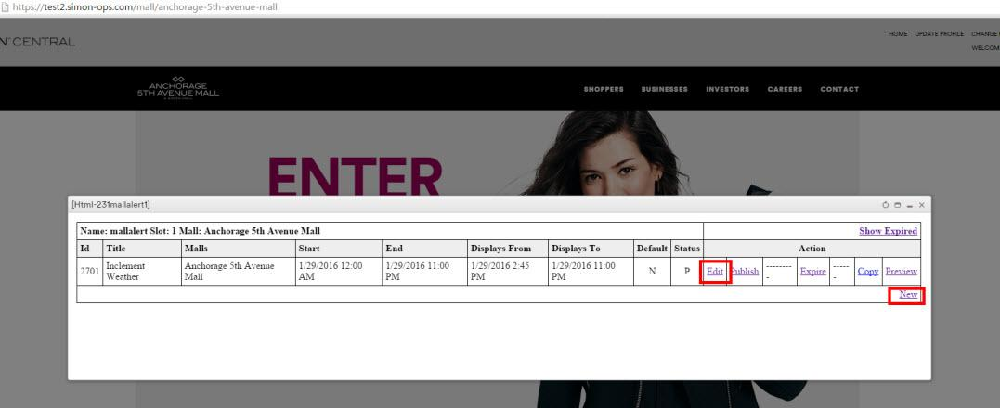 https://test2.simon-ops.com/mall/anchorage-5th-avenue-mall
HOME UPDATE PROFILE CHANGE
CENTRAL
WELCOM
ANCHORAGE
5TH AVENUE MALL
SHOPPERS BUSINESSES INVESTORS CAREERS CONTACT
ENTER
[Html-231mallalert1]
Name: mallalert Slot: 1 Mall: Anchorage 5th Avenue Mall Show Expired
Id Title Malls Start End Displays From Displays To Default Status Action
2701 Inclement Weather Anchorage 5th Avenue Mall 1/29/2016 12:00 AM 1/29/2016 11:00 PM 1/29/2016 2:45 PM 1/29/2016 11:00 PM N P Edit Publish --------- Expire ------ Copy Preview
New